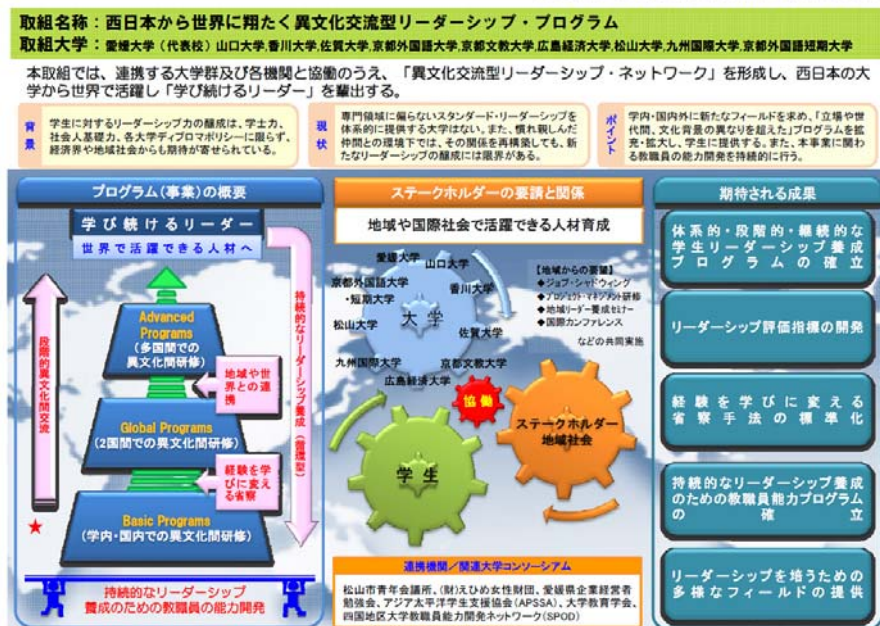 取組名称：西日本から世界に翔たく異文化交流型リーダーシップ・プログラム
取組大学：愛媛大学（代表校）山口大学,香川大学,佐賀大学,京都外国語大学,京都文教大学,広島経済大学,松山大学,九州国際大学,京都外国語短期大学
本取組では、連携する大学群及び各機関と協働のうえ、「異文化交流型リーダーシップ・ネットワーク」を形成し、西日本の大
学から世界で活躍し「学び続けるリーダー」を輩出する。
背景
学生に対するリーダーシップ力の醸成は、学士力、
社会人基礎力、各大学ディプロマポリシーに限らず、
経済界や地域社会からも期待が寄せられている。
現状
専門領域に偏らないスタンダード・リーダーシップを
体系的に提供する大学はない。また、慣れ親しんだ
仲間との環境下では、その関係を再構築しても、新
たなリーダーシップの醸成には限界がある。
ポイント
学内・国内外に新たなフィールドを求め、「立場や世
代間、文化背景の異なりを超えた」プログラムを拡
充・拡大し、学生に提供する。また、本事業に関わ
る教職員の能力開発を持続的に行う。
プログラム（事業）の概要
学び続けるリーダー
世界で活躍できる人材へ
Advanced
Programs
（多国間での
異文化間研修）
地域や世
界との連
携
Global Programs
（2国間での異文化間研修）
経験を学
びに変え
る省察
Basic Programs
（学内・国内での異文化間研修）
段階的異文化間交流
★
持続的なリーダーシップ養成（循環型）
持続的なリーダーシップ
養成のための教職員の能力開発
ステークホルダーの要請と関係
地域や国際社会で活躍できる人材育成
愛媛大学
山口大学
京都外国語大学
・短期大学
香川大学
大学
松山大学
佐賀大学
九州国際大学
京都文教大学
広島経済大学
【地域からの要望】
◆ジョブ・シャドウィング
◆プロジェクト・マネジメント研修
◆地域リーダー養成セミナー
◆国際カンファレンス
などの共同実施
協働
ステークホルダー
地域社会
学生
連携機関／関連大学コンソーシアム
松山市青年会議所、(財)えひめ女性財団、愛媛県企業経営者
勉強会、アジア太平洋学生支援協会(APSSA)、大学教育学会、
四国地区大学教職員能力開発ネットワーク(SPOD)
期待される成果
体系的・段階的・継続的な
学生リーダーシップ養成
プログラムの確立
リーダーシップ評価指標の開発
経験を学びに変える
省察手法の標準化
持続的なリーダーシップ養成
のための教職員能力プログラム
の確立
リーダーシップを培うための
多様なフィールドの提供